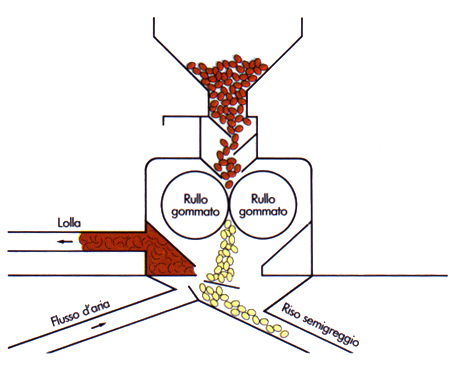 Rullo
gommato
Rullo
gommato
Lolla
Flusso d'aria
Riso semigreggio